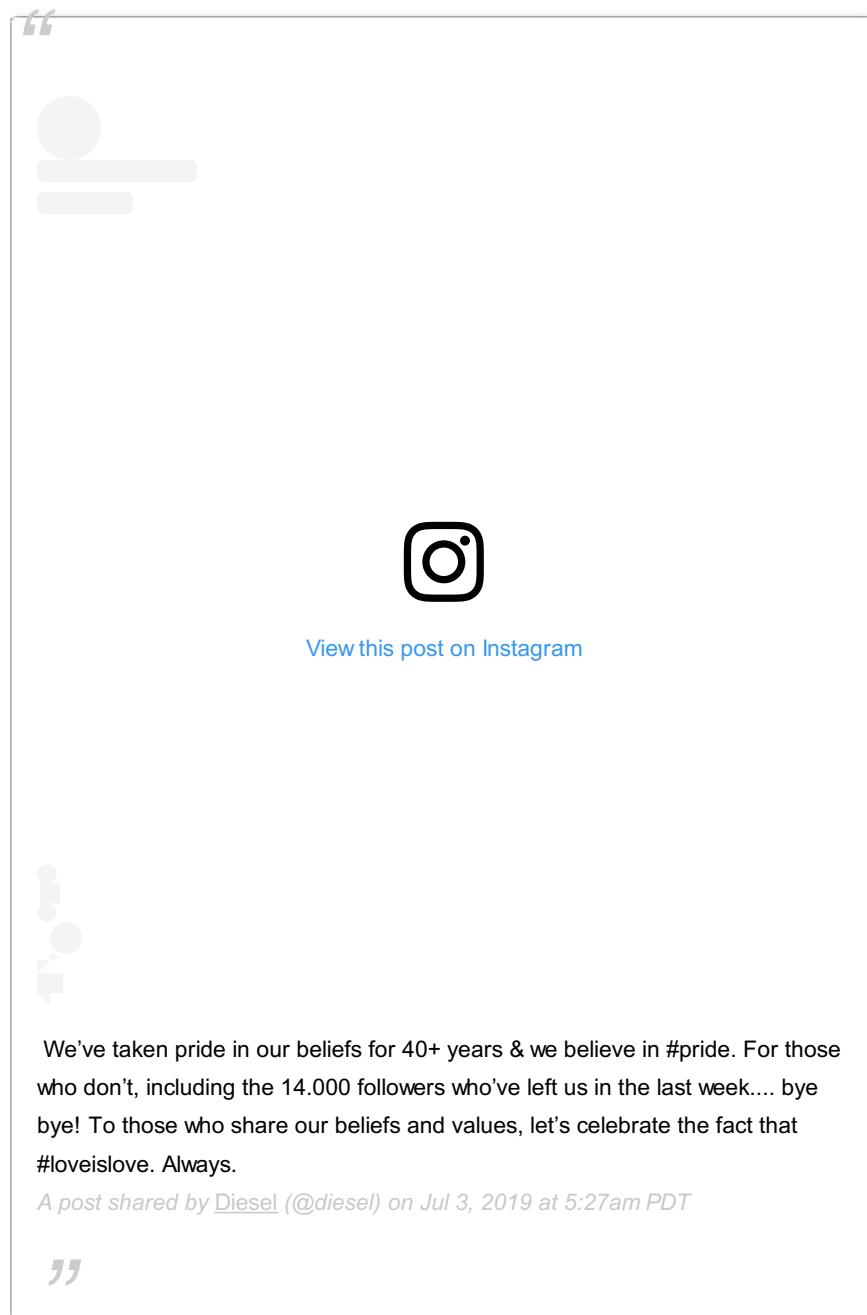 “
View this post on Instagram
We’ve taken pride in our beliefs for 40+ years & we believe in #pride. For those
who don’t, including the 14.000 followers who’ve left us in the last week.... bye
bye! To those who share our beliefs and values, let’s celebrate the fact that
#loveislove. Always.
A post shared by Diesel (@diesel) on Jul 3, 2019 at 5:27am PDT
”